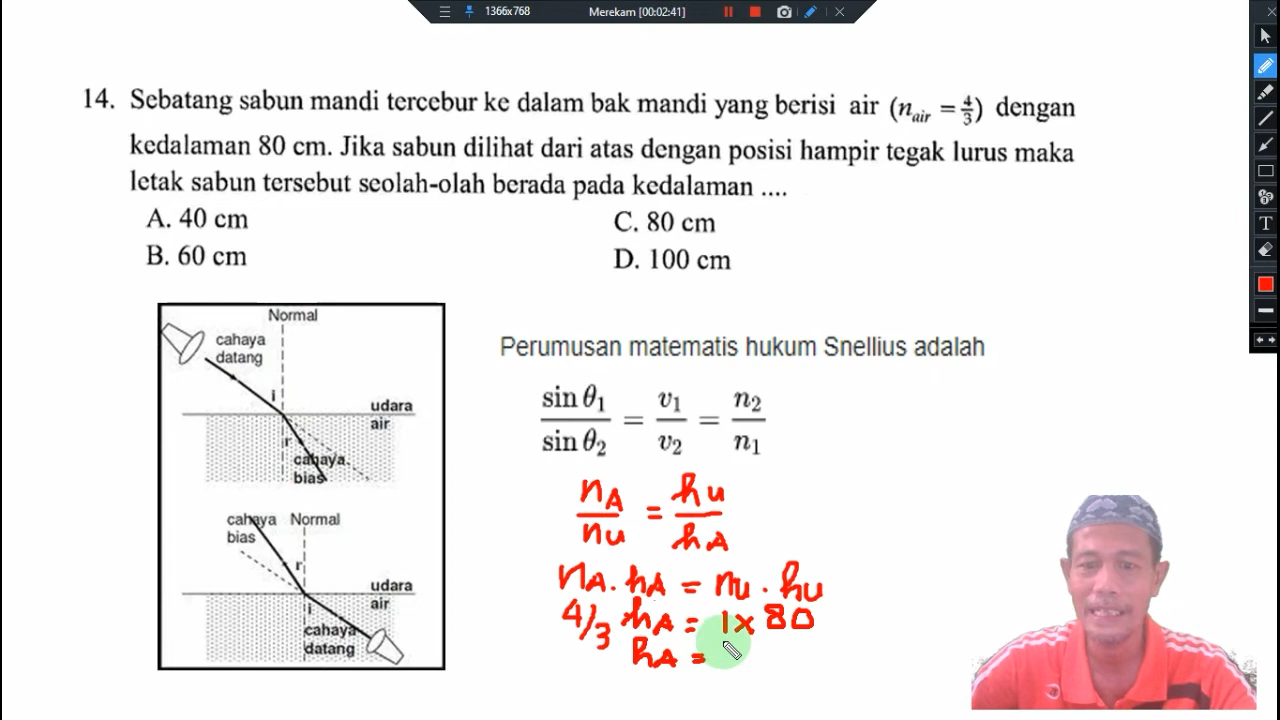 1366x768 Merekam [00:02:41]
14. Sebatang sabun mandi tercebur ke dalam bak mandi yang berisi air (n_air = 4/3) dengan
kedalaman 80 cm. Jika sabun dilihat dari atas dengan posisi hampir tegak lurus maka
letak sabun tersebut seolah-olah berada pada kedalaman ....
A. 40 cm
C. 80 cm
B. 60 cm
D. 100 cm
Normal
cahaya
datang
i
udara
air
r
cahaya
bias
cahaya
bias
Normal
r
udara
air
i
cahaya
datang
Perumusan matematis hukum Snellius adalah
sin θ1 / sin θ2 = v1 / v2 = n2 / n1
nA / nu = hu / hA
nA . hA = nu . hu
4/3 hA = 1 x 80
hA =
T